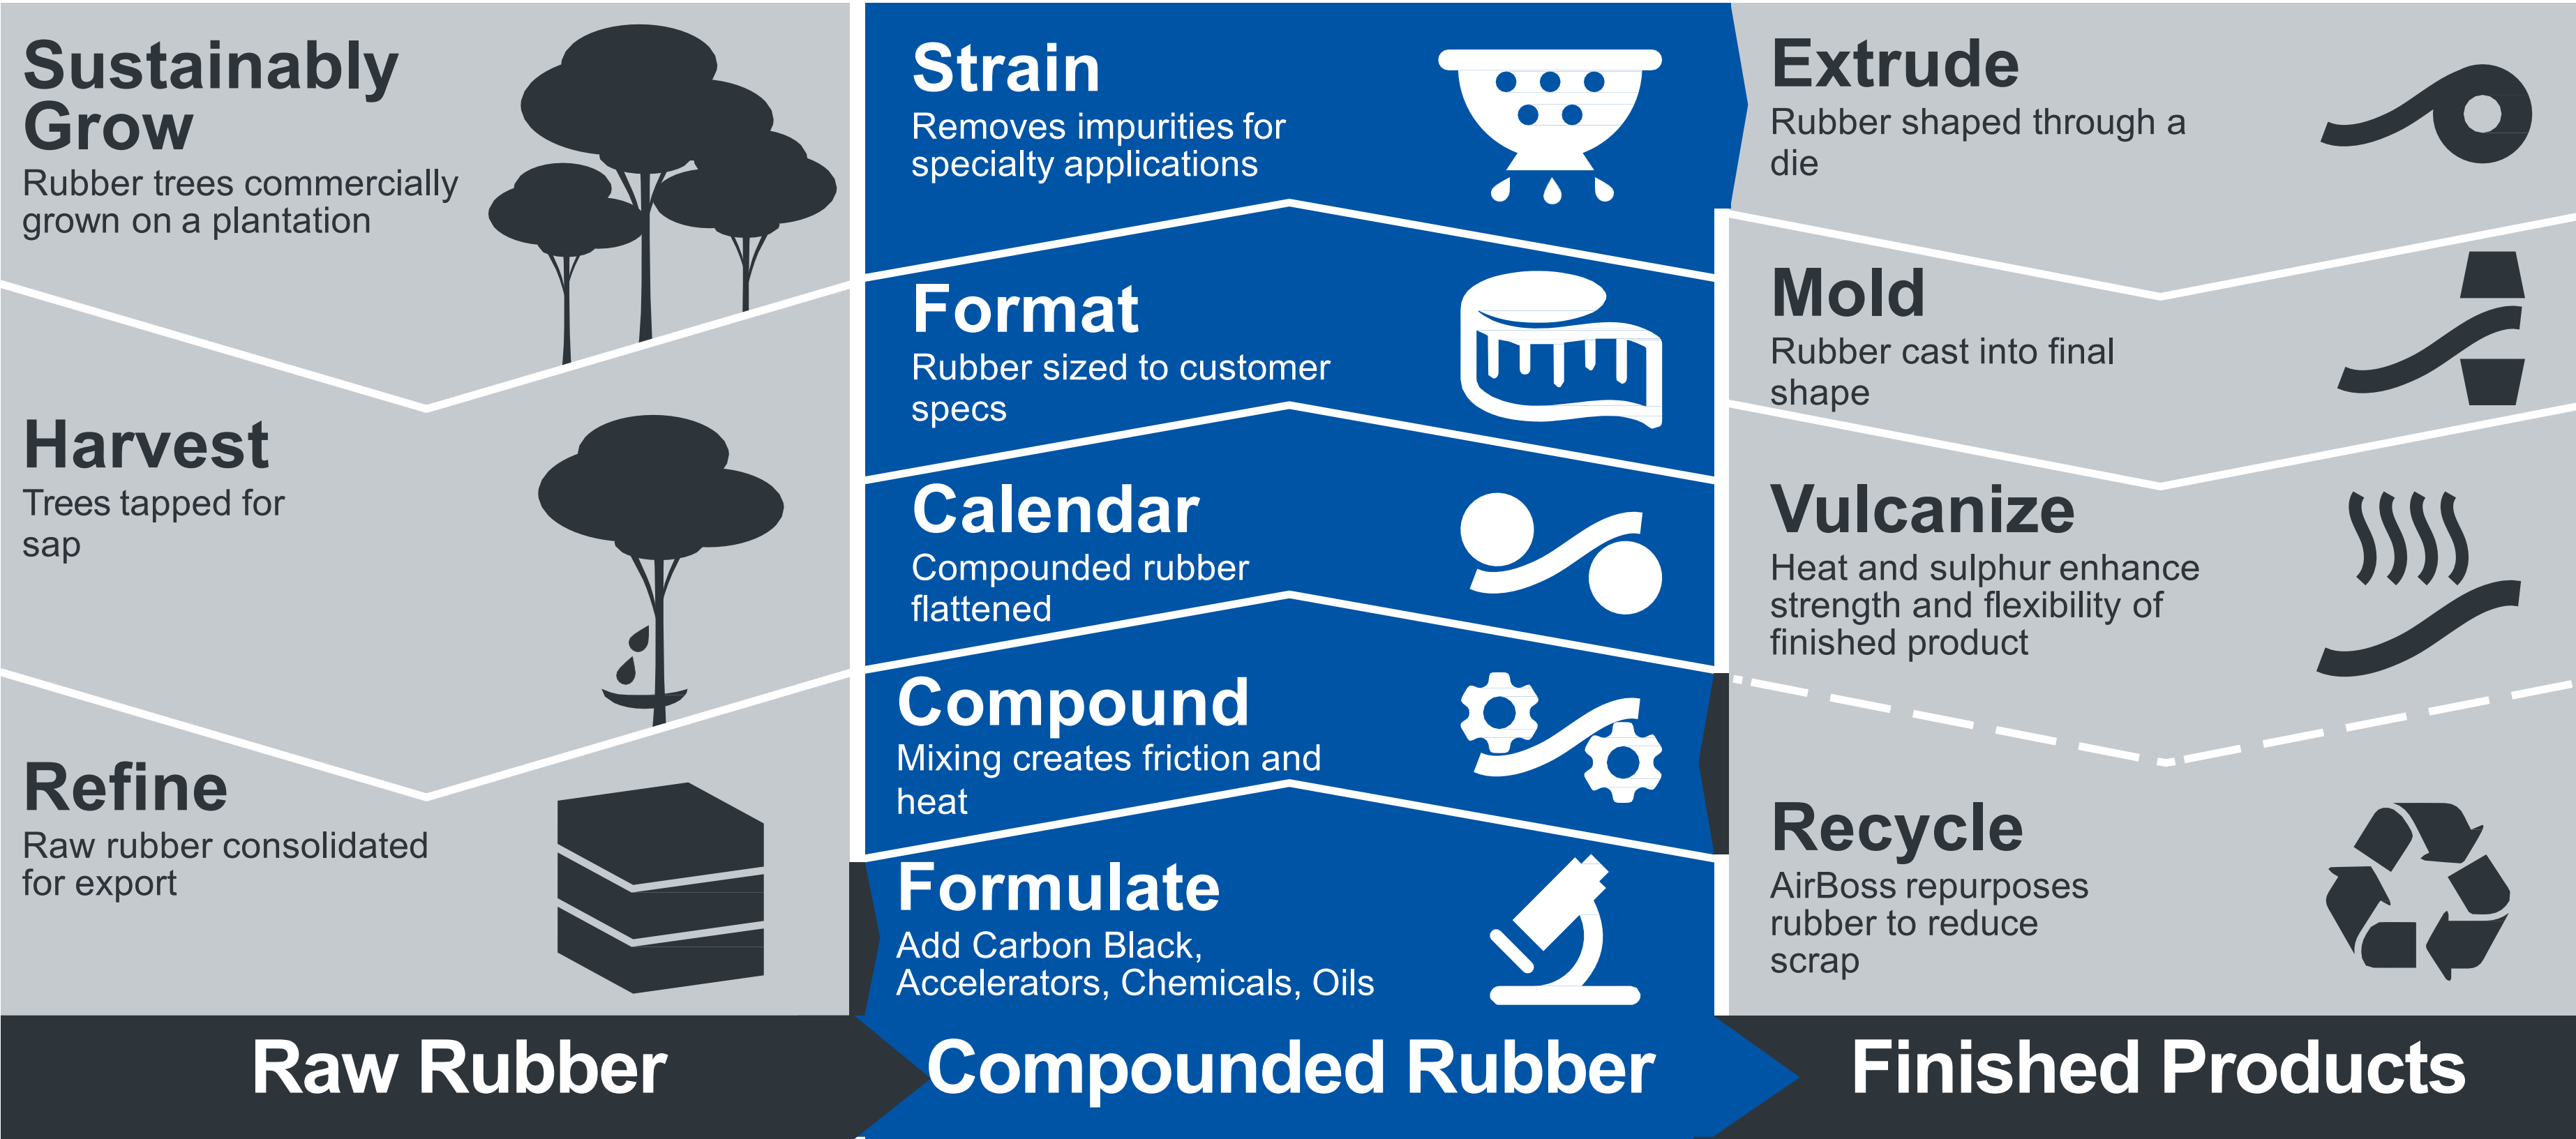 Sustainably
Grow
Rubber trees commercially
grown on a plantation
Harvest
Trees tapped for
sap
Refine
Raw rubber consolidated
for export
Raw Rubber
Strain
Removes impurities for
specialty applications
Format
Rubber sized to customer
specs
Calendar
Compounded rubber
flattened
Compound
Mixing creates friction and
heat
Formulate
Add Carbon Black,
Accelerators, Chemicals, Oils
Compounded Rubber
Extrude
Rubber shaped through a
die
Mold
Rubber cast into final
shape
Vulcanize
Heat and sulphur enhance
strength and flexibility of
finished product
Recycle
AirBoss repurposes
rubber to reduce
scrap
Finished Products